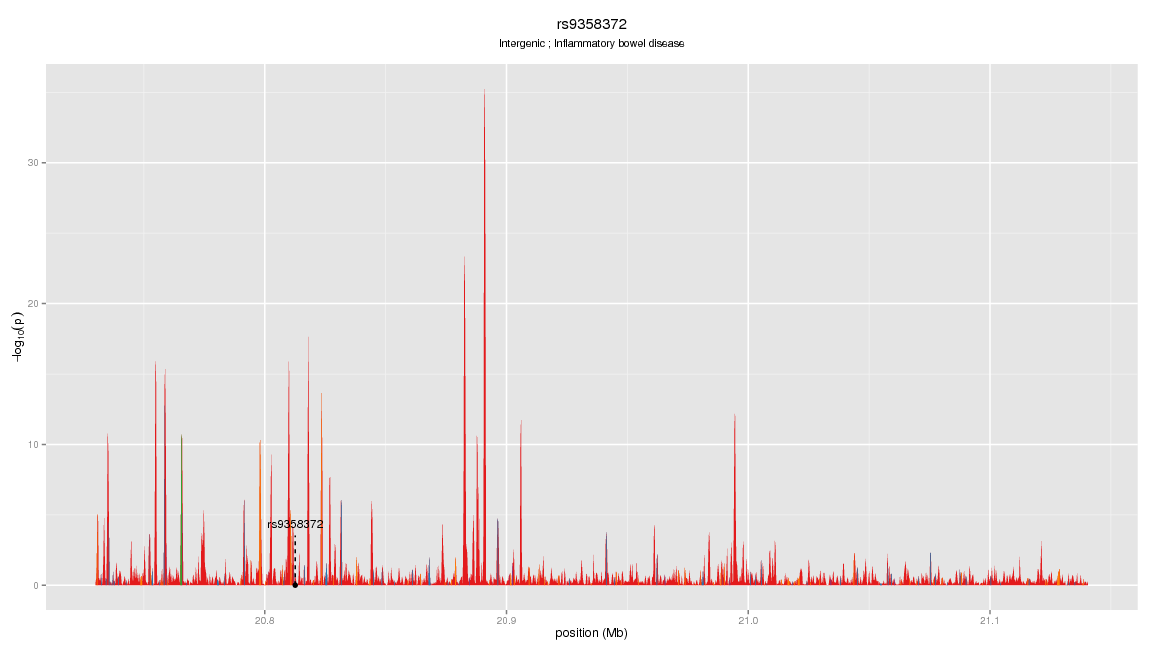 rs9358372
Intergenic ; Inflammatory bowel disease
30
20
10
0
−log10(p)
rs9358372
20.8
20.9
21.0
21.1
position (Mb)